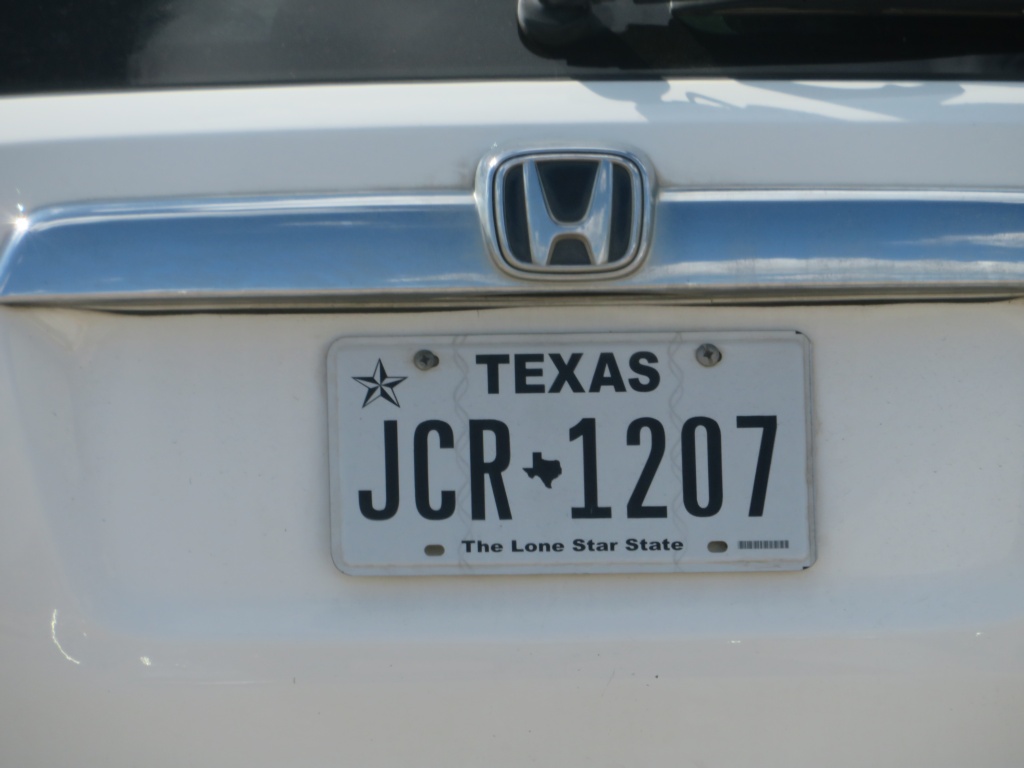 TEXAS
JCR 1207
The Lone Star State